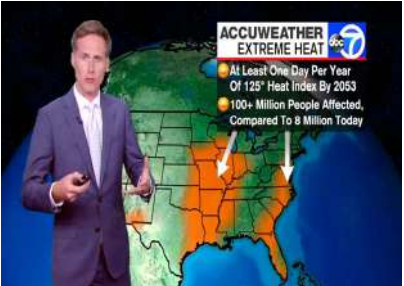 ACCUWEATHER
EXTREME HEAT
abc 7
At Least One Day Per Year
Of 125° Heat Index By 2053
100+ Million People Affected,
Compared To 8 Million Today